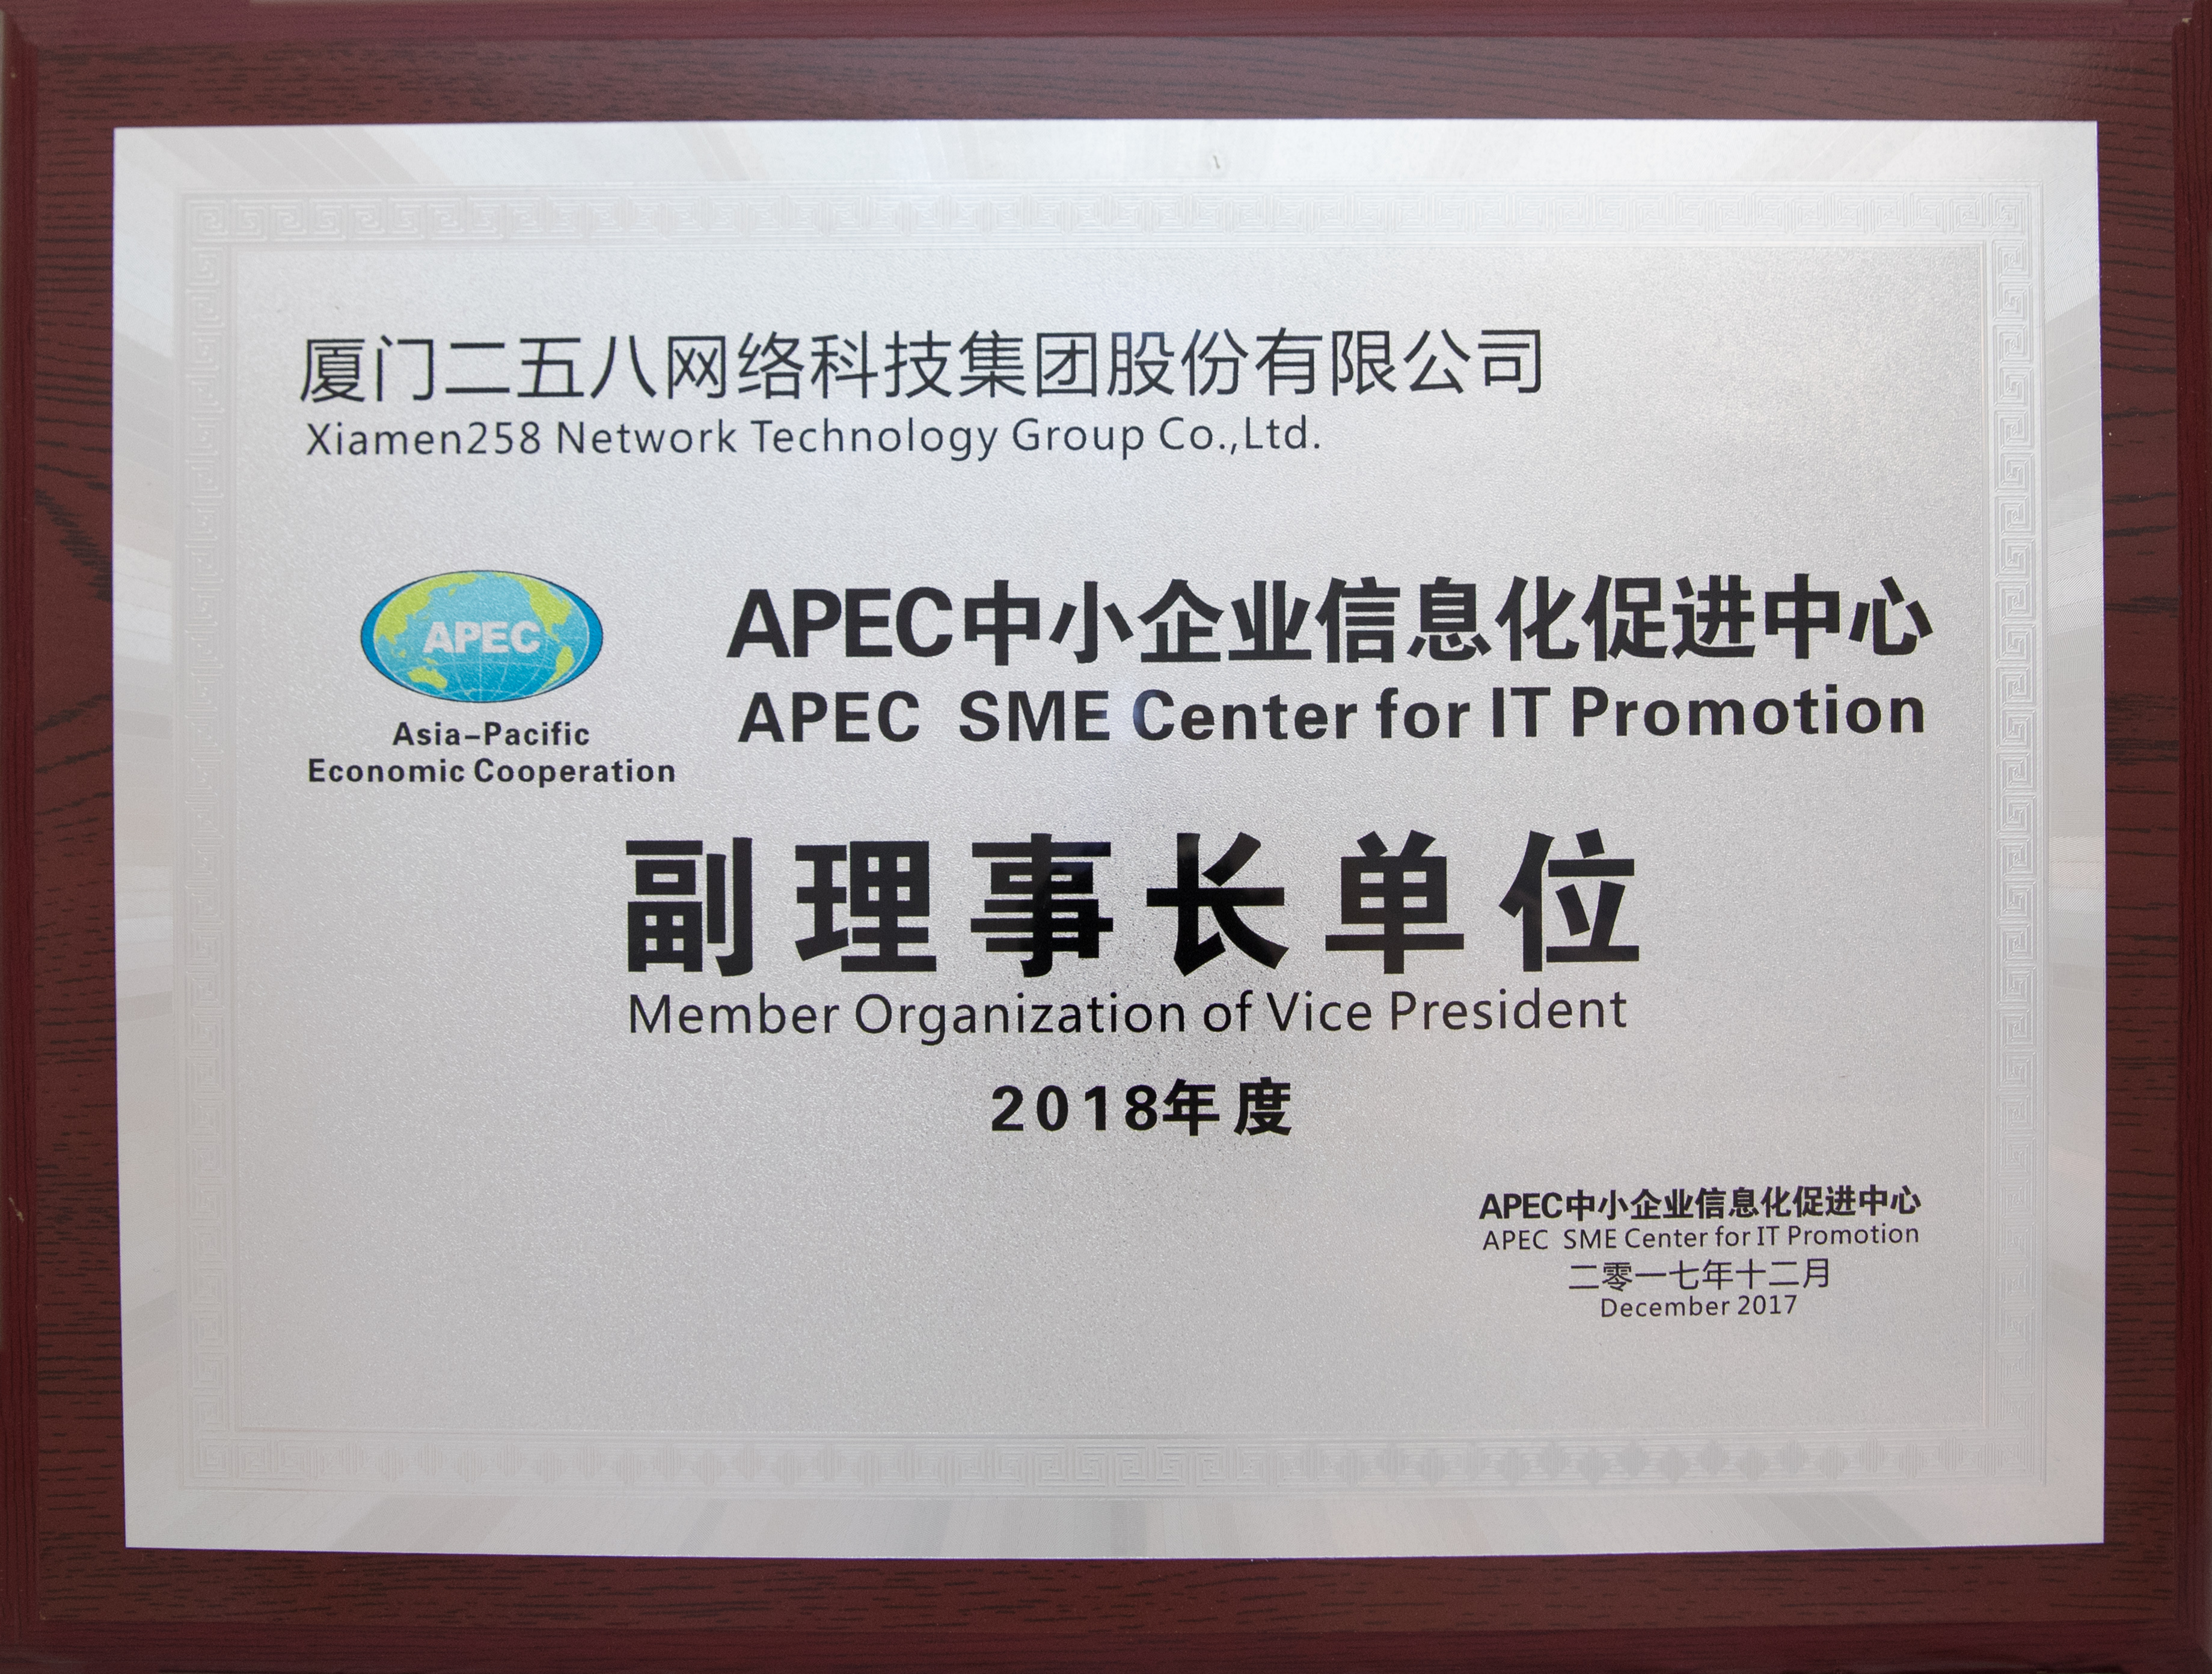 厦门二五八网络科技集团股份有限公司
Xiamen258 Network Technology Group Co.,Ltd.
APEC
Asia-Pacific
Economic Cooperation
APEC中小企业信息化促进中心
APEC SME Center for IT Promotion
副理事长单位
Member Organization of Vice President
2018年度
APEC中小企业信息化促进中心
APEC SME Center for IT Promotion
二零一七年十二月
December 2017